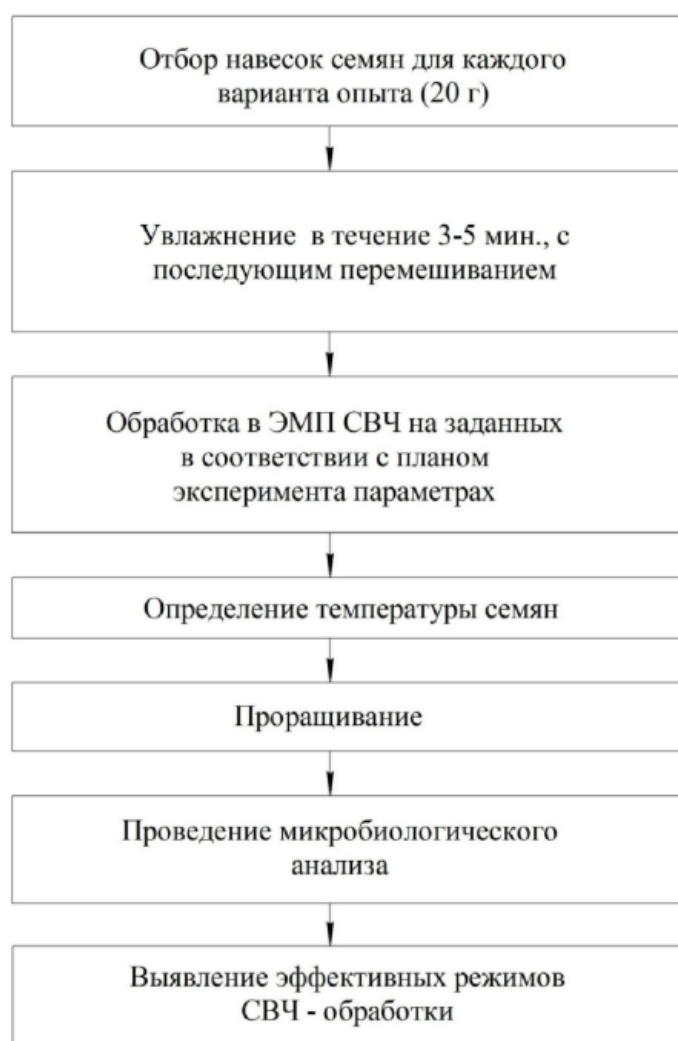 Отбор навесок семян для каждого
варианта опыта (20 г)
Увлажнение в течение 3-5 мин., с
последующим перемешиванием
Обработка в ЭМП СВЧ на заданных
в соответствии с планом
эксперимента параметрах
Определение температуры семян
Проращивание
Проведение микробиологического
анализа
Выявление эффективных режимов
СВЧ - обработки